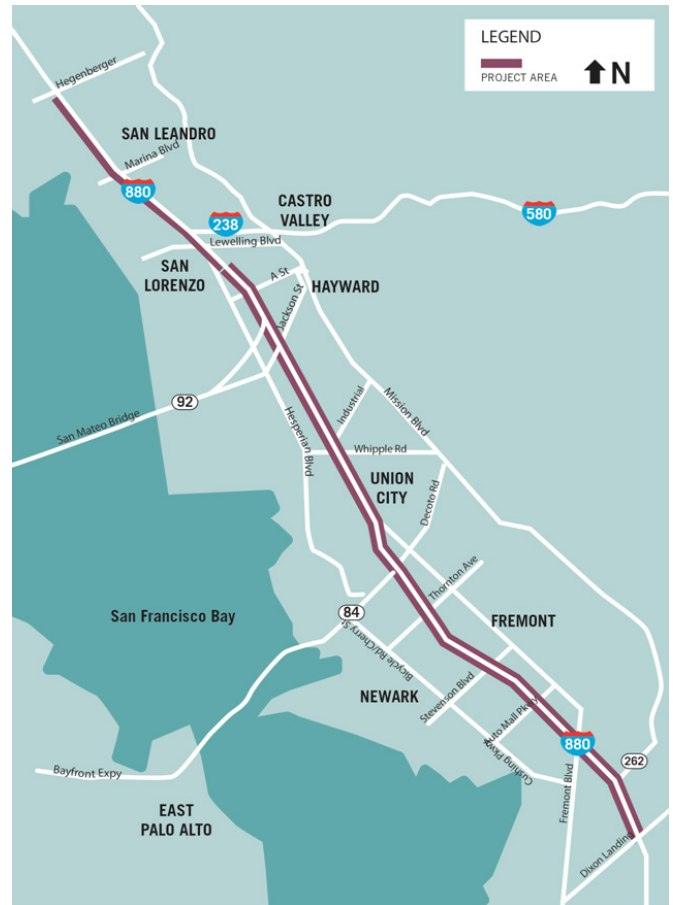 LEGEND
PROJECT AREA
N
Hegenberger
SAN LEANDRO
Marina Blvd
880
CASTRO
VALLEY
580
238
Lewelling Blvd
SAN
LORENZO
A St
HAYWARD
Jackson St
92
San Mateo Bridge
Industrial
Mission Blvd
Hesperian Blvd
Whipple Rd
UNION
CITY
Decoto Rd
Thornton Ave
84
San Francisco Bay
Bicycle Rd/Cherry St
FREMONT
NEWARK
Stevenson Blvd
Auto Mall Pkwy
880
Cushing Pkwy
262
Fremont Blvd
Bayfront Expy
EAST
PALO ALTO
Dixon Landing